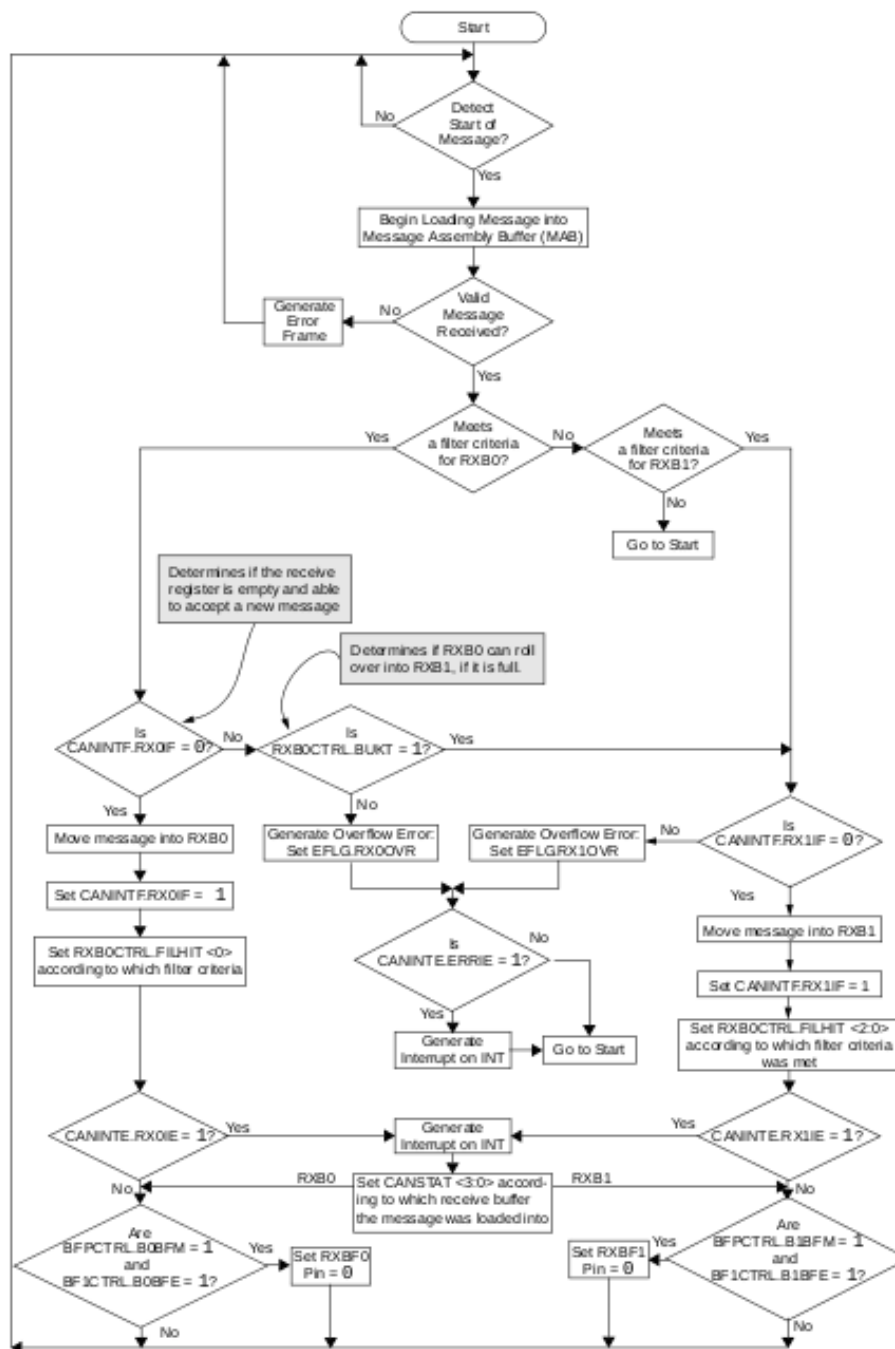 Start
No
Detect
Start of
Message?
Yes
Begin Loading Message into
Message Assembly Buffer (MAB)
Generate
Error
Frame
No
Valid
Message
Received?
Yes
Yes
Meets
a filter criteria
for RXB0?
No
Meets
a filter criteria
for RXB1?
Yes
No
Go to Start
Determines if the receive
register is empty and able
to accept a new message
Determines if RXB0 can roll
over into RXB1, if it is full.
Is
CANINTF.RX0IF = 0?
No
Is
RXB0CTRL.BUKT = 1?
Yes
Yes
No
Move message into RXB0
Generate Overflow Error:
Set EFLG.RX0OVR
Generate Overflow Error:
Set EFLG.RX1OVR
No
Is
CANINTF.RX1IF = 0?
Set CANINTF.RX0IF = 1
Yes
Move message into RXB1
Set RXB0CTRL.FILHIT <0>
according to which filter criteria
Is
CANINTE.ERRIE = 1?
No
Set CANINTF.RX1IF = 1
Yes
Generate
Interrupt on INT
Go to Start
Set RXB0CTRL.FILHIT <2:0>
according to which filter criteria
was met
CANINTE.RX0IE = 1?
Yes
Generate
Interrupt on INT
Yes
CANINTE.RX1IE = 1?
No
RXB0
Set CANSTAT <3:0> accord-
ing to which receive buffer
the message was loaded into
RXB1
No
Are
BFPCTRL.B0BFM = 1
and
BF1CTRL.B0BFE = 1?
Yes
Set RXBF0
Pin = 0
Set RXBF1
Pin = 0
Yes
Are
BFPCTRL.B1BFM = 1
and
BF1CTRL.B1BFE = 1?
No
No